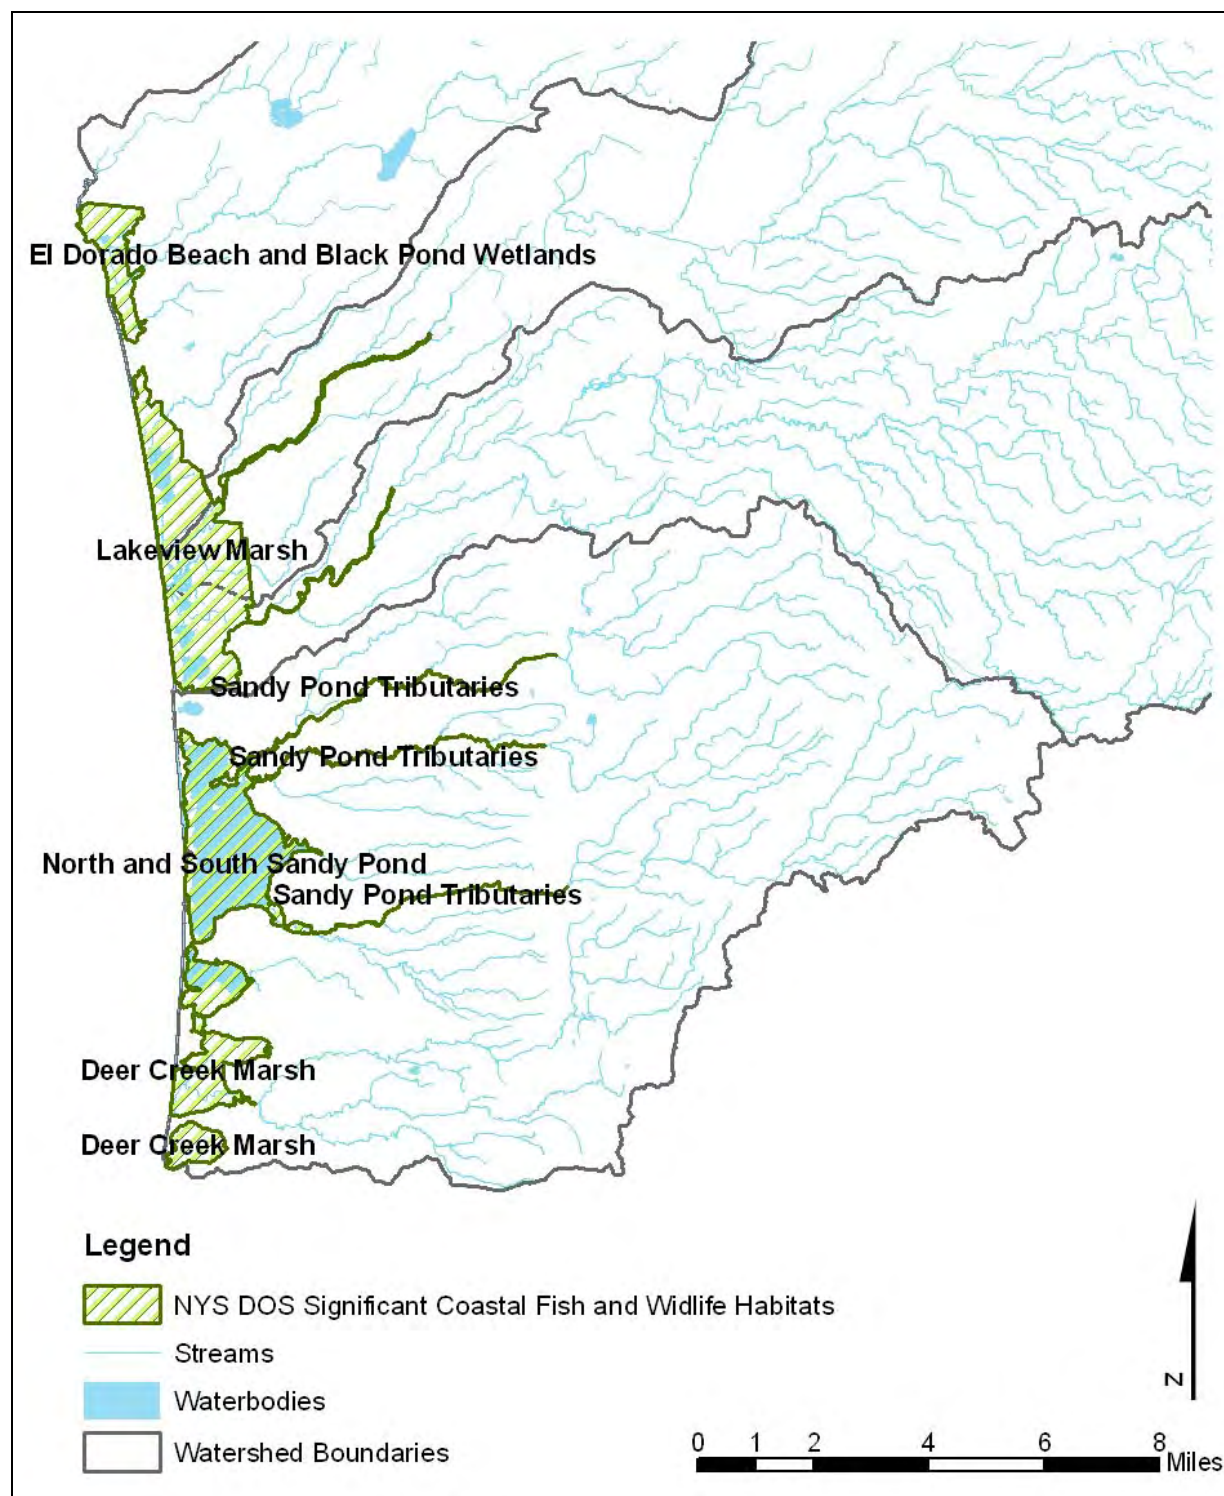 El Dorado Beach and Black Pond Wetlands
Lakeview Marsh
Sandy Pond Tributaries
Sandy Pond Tributaries
North and South Sandy Pond
Sandy Pond Tributaries
Deer Creek Marsh
Deer Creek Marsh
Legend
NYS DOS Significant Coastal Fish and Widlife Habitats
Streams
Waterbodies
Watershed Boundaries
N
0 1 2 4 6 8
Miles